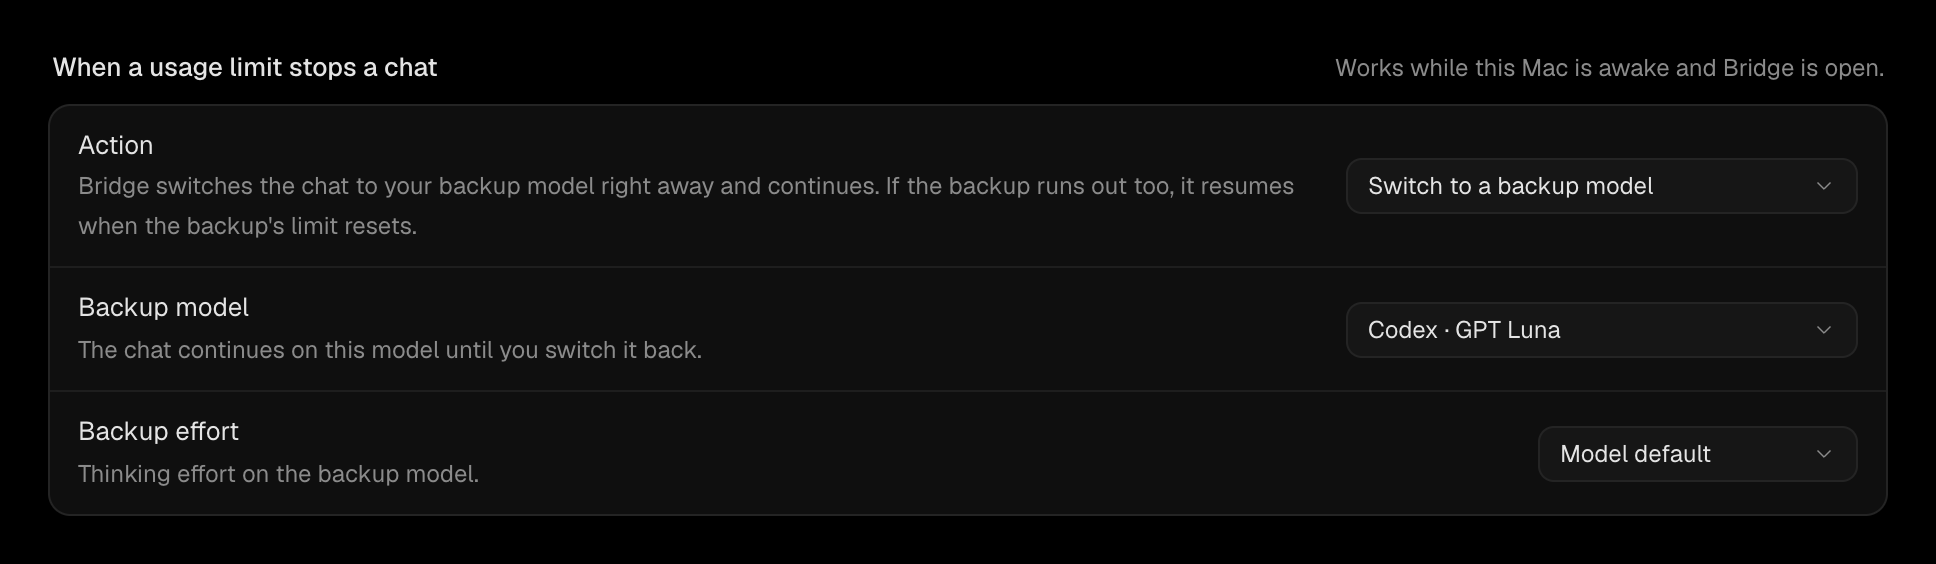 When a usage limit stops a chat
Works while this Mac is awake and Bridge is open.
Action
Bridge switches the chat to your backup model right away and continues. If the backup runs out too, it resumes
when the backup's limit resets.
Switch to a backup model
Backup model
The chat continues on this model until you switch it back.
Codex · GPT Luna
Backup effort
Thinking effort on the backup model.
Model default